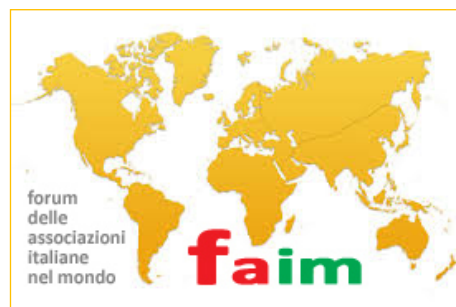 forum
delle
associazioni
italiane
nel mondo
faim